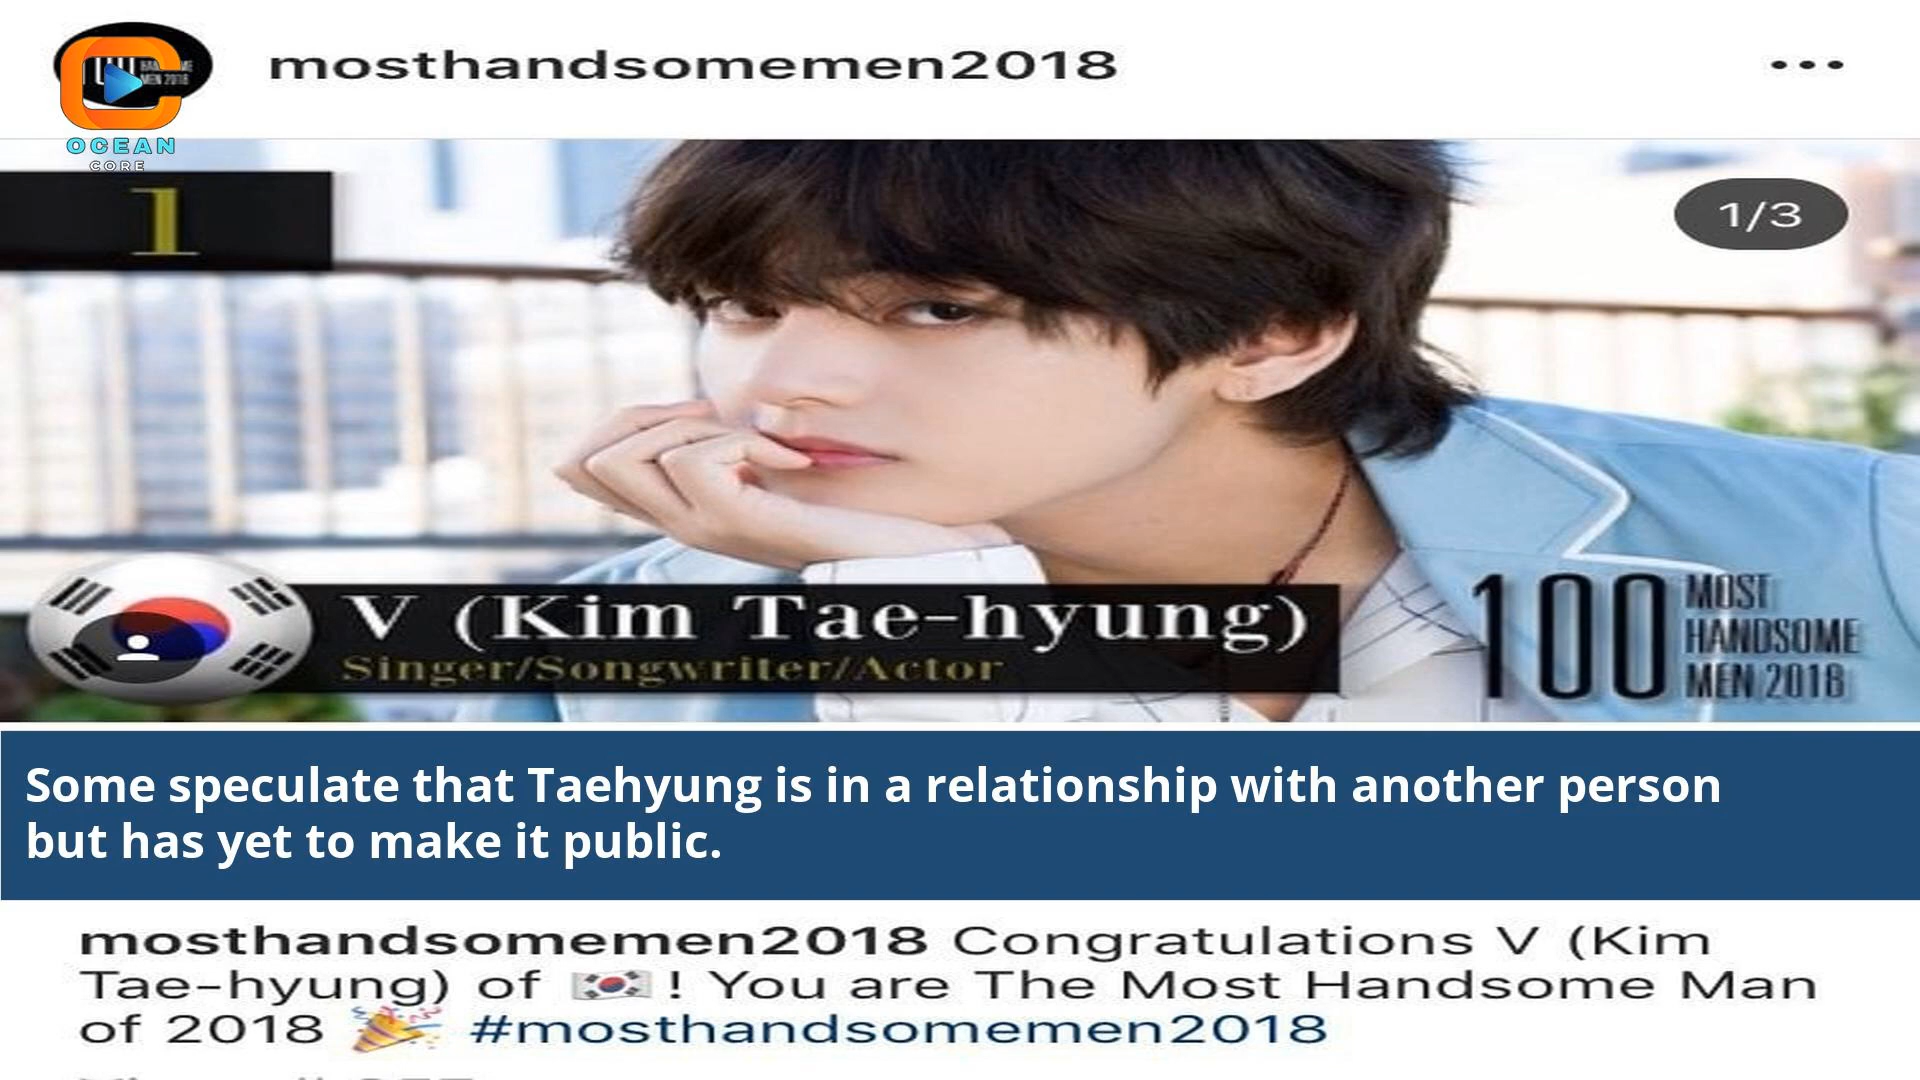 mosthandsomemen2018
OCEAN
CORE
1
1/3
V (Kim Tae-hyung)
Singer/Songwriter/Actor
100 MOST
HANDSOME
MEN 2018
Some speculate that Taehyung is in a relationship with another person
but has yet to make it public.
mosthandsomemen2018 Congratulations V (Kim
Tae-hyung) of 🇰🇷! You are The Most Handsome Man
of 2018 🎉 #mosthandsomemen2018